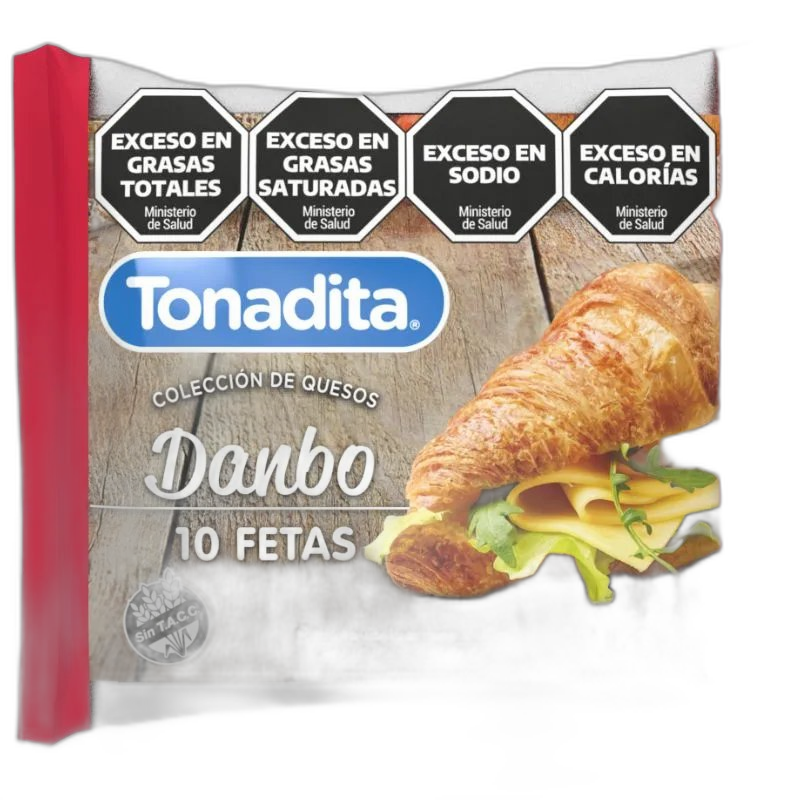 EXCESO EN
GRASAS
TOTALES
Ministerio
de Salud
EXCESO EN
GRASAS
SATURADAS
Ministerio
de Salud
EXCESO EN
SODIO
Ministerio
de Salud
EXCESO EN
CALORÍAS
Ministerio
de Salud
Tonadita®
COLECCIÓN DE QUESOS
Danbo
10 FETAS
Sin T.A.C.C.